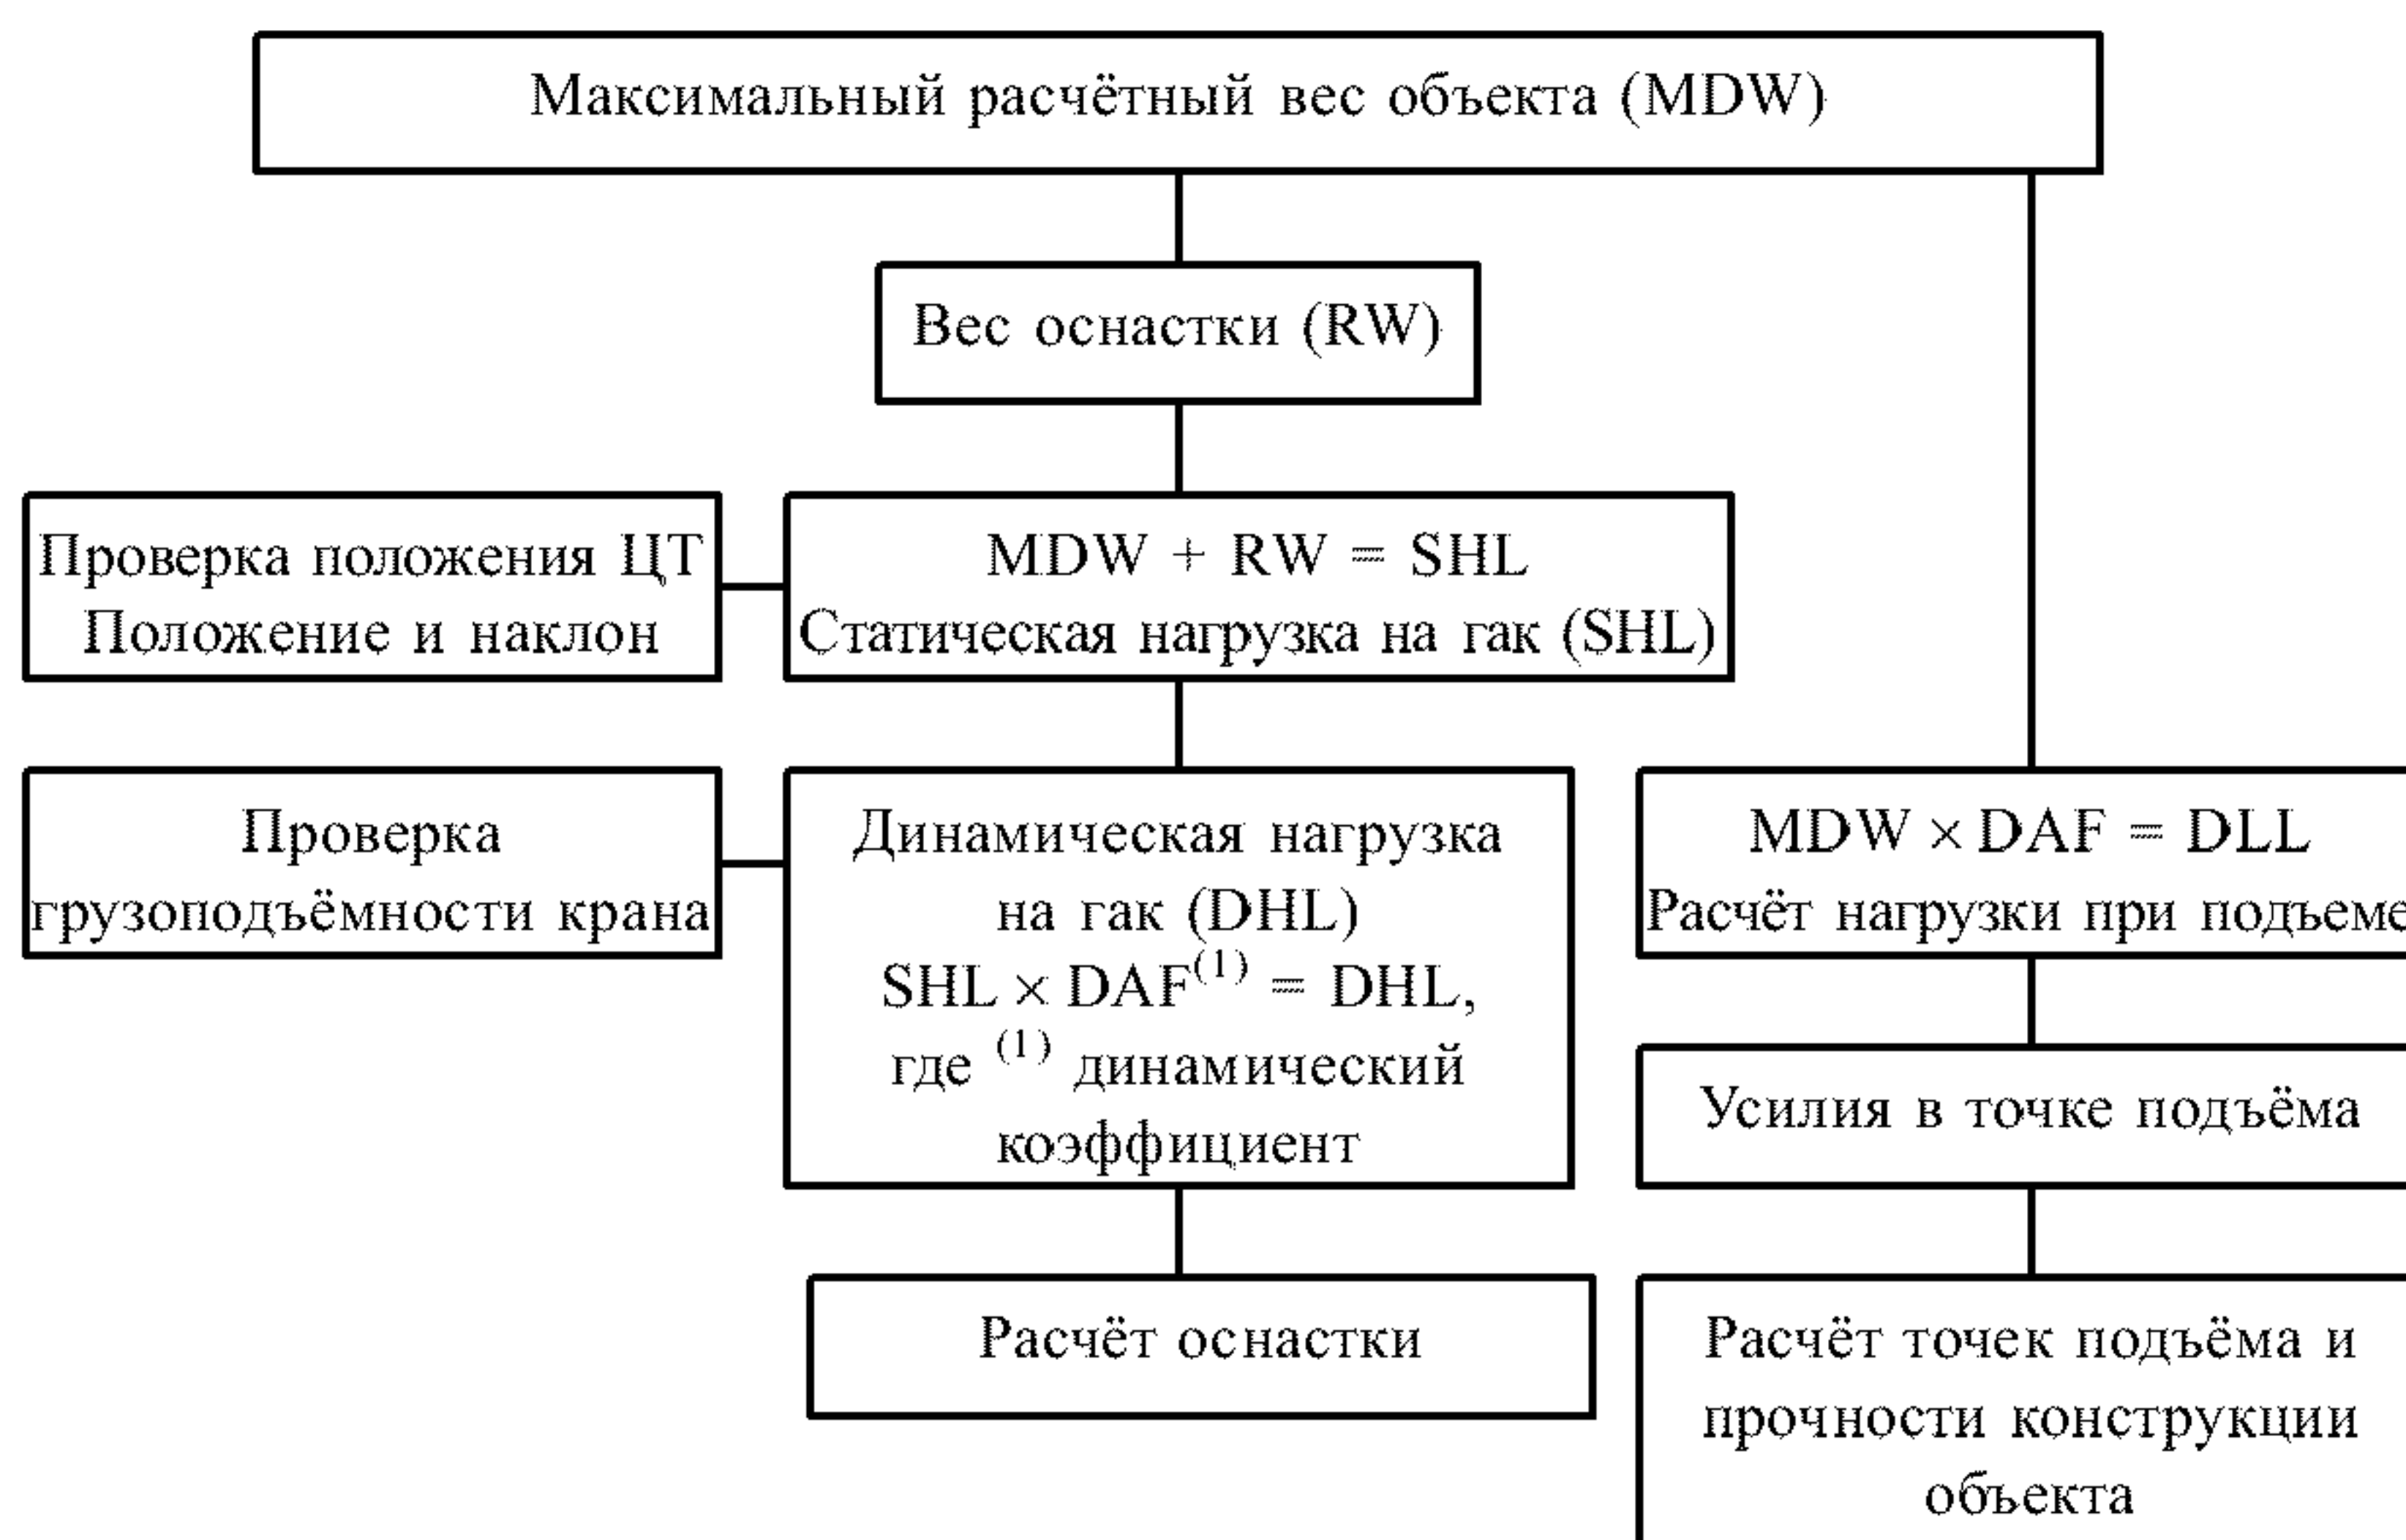 Максимальный расчётный вес объекта (MDW)
Вес оснастки (RW)
Проверка положения ЦТ
Положение и наклон
MDW + RW = SHL
Статическая нагрузка на гак (SHL)
Проверка
грузоподъёмности крана
Динамическая нагрузка
на гак (DHL)
SHL × DAF⁽¹⁾ = DHL,
где ⁽¹⁾ динамический
коэффициент
MDW × DAF = DLL
Расчёт нагрузки при подъеме
Усилия в точке подъёма
Расчёт оснастки
Расчёт точек подъёма и
прочности конструкции
объекта